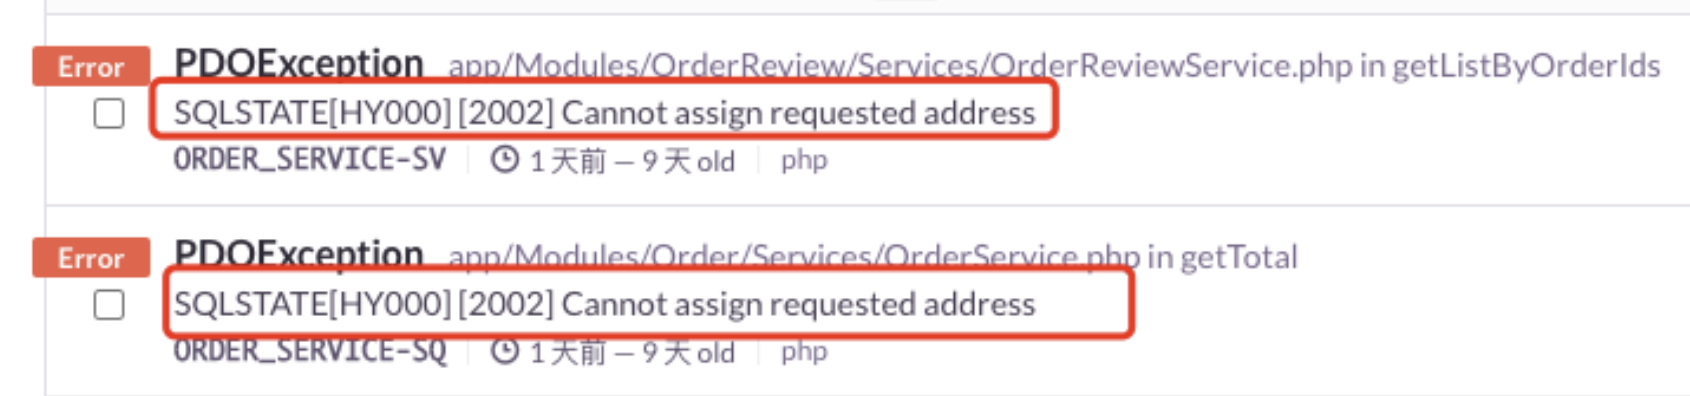 Error PDOException app/Modules/OrderReview/Services/OrderReviewService.php in getListByOrderIds
SQLSTATE[HY000] [2002] Cannot assign requested address
ORDER_SERVICE-SV 1 天前 — 9 天 old php
Error PDOException app/Modules/Order/Services/OrderService.php in getTotal
SQLSTATE[HY000] [2002] Cannot assign requested address
ORDER_SERVICE-SQ 1 天前 — 9 天 old php